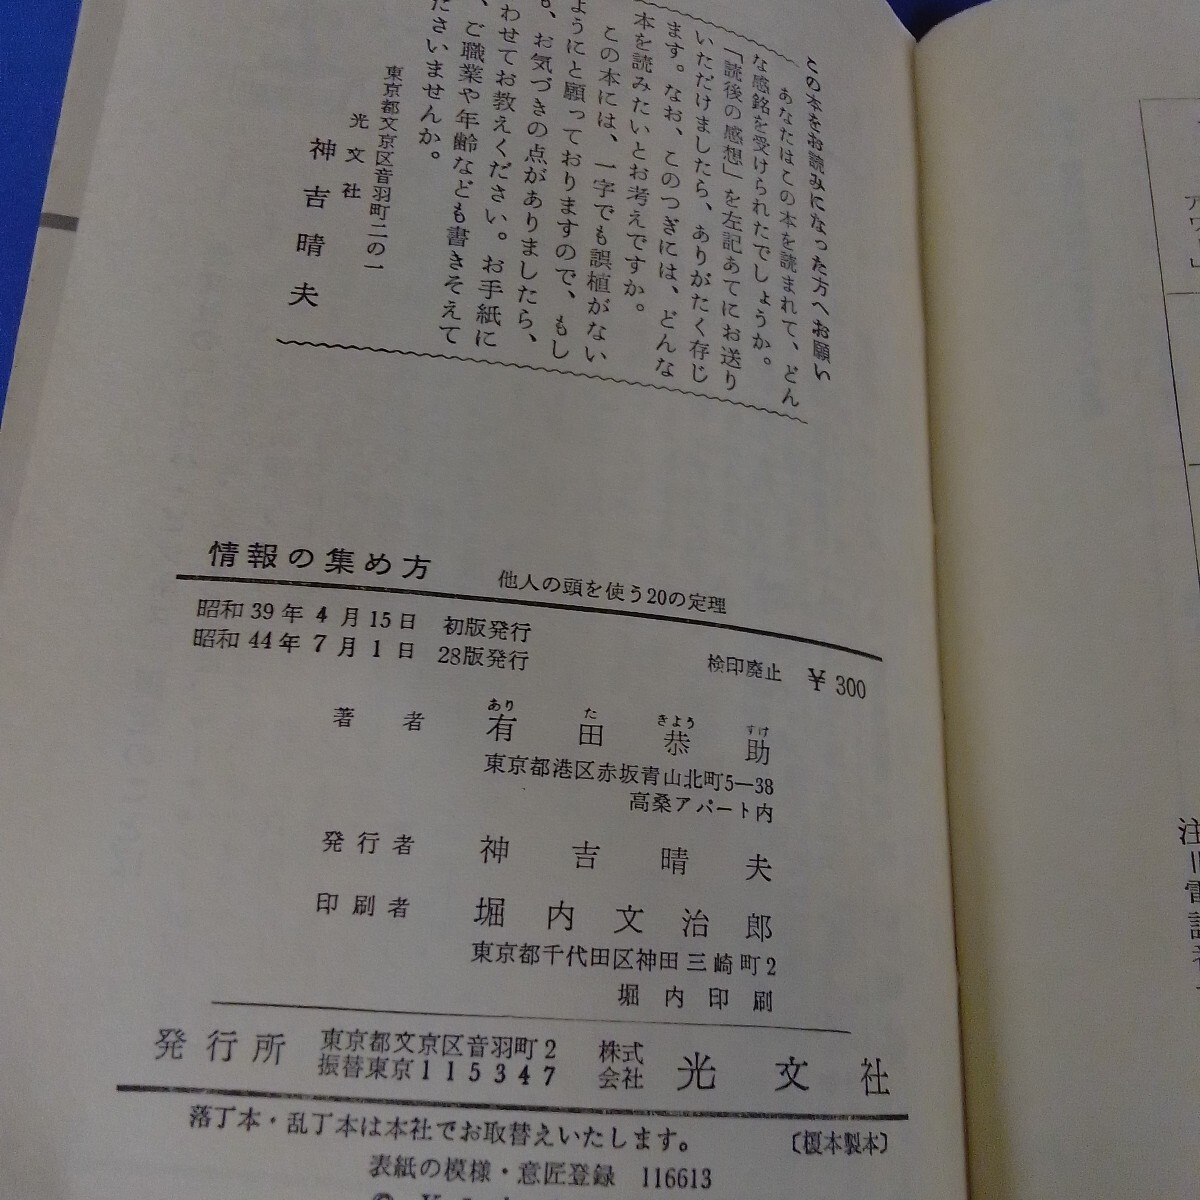 この本をお読みになった方へお願い
あなたはこの本を読まれて、どん
な感銘を受けられたでしょうか。
「読後の感想」を左記あてにお送り
いただけましたら、ありがたく存じ
ます。なお、このつぎには、どんな
本を読みたいとお考えですか。
この本には、一字でも誤植がない
ようにと願っておりますので、もし
も、お気づきの点がありましたら、
わせてお教えください。お手紙に
、ご職業や年齢なども書きそえて
ださいませんか。
東京都文京区音羽町二の一
光文社
神吉晴夫
情報の集め方 他人の頭を使う20の定理
昭和39年4月15日 初版発行
昭和44年7月1日 28版発行
検印廃止 ¥300
あり た きよう すけ
著者 有田恭助
東京都港区赤坂青山北町5―38
高桑アパート内
発行者 神吉晴夫
印刷者 堀内文治郎
東京都千代田区神田三崎町2
堀内印刷
発行所 東京都文京区音羽町2 株式会社 光文社
振替東京115347
落丁本・乱丁本は本社でお取替えいたします。 〔榎本製本〕
表紙の模様・意匠登録 116613